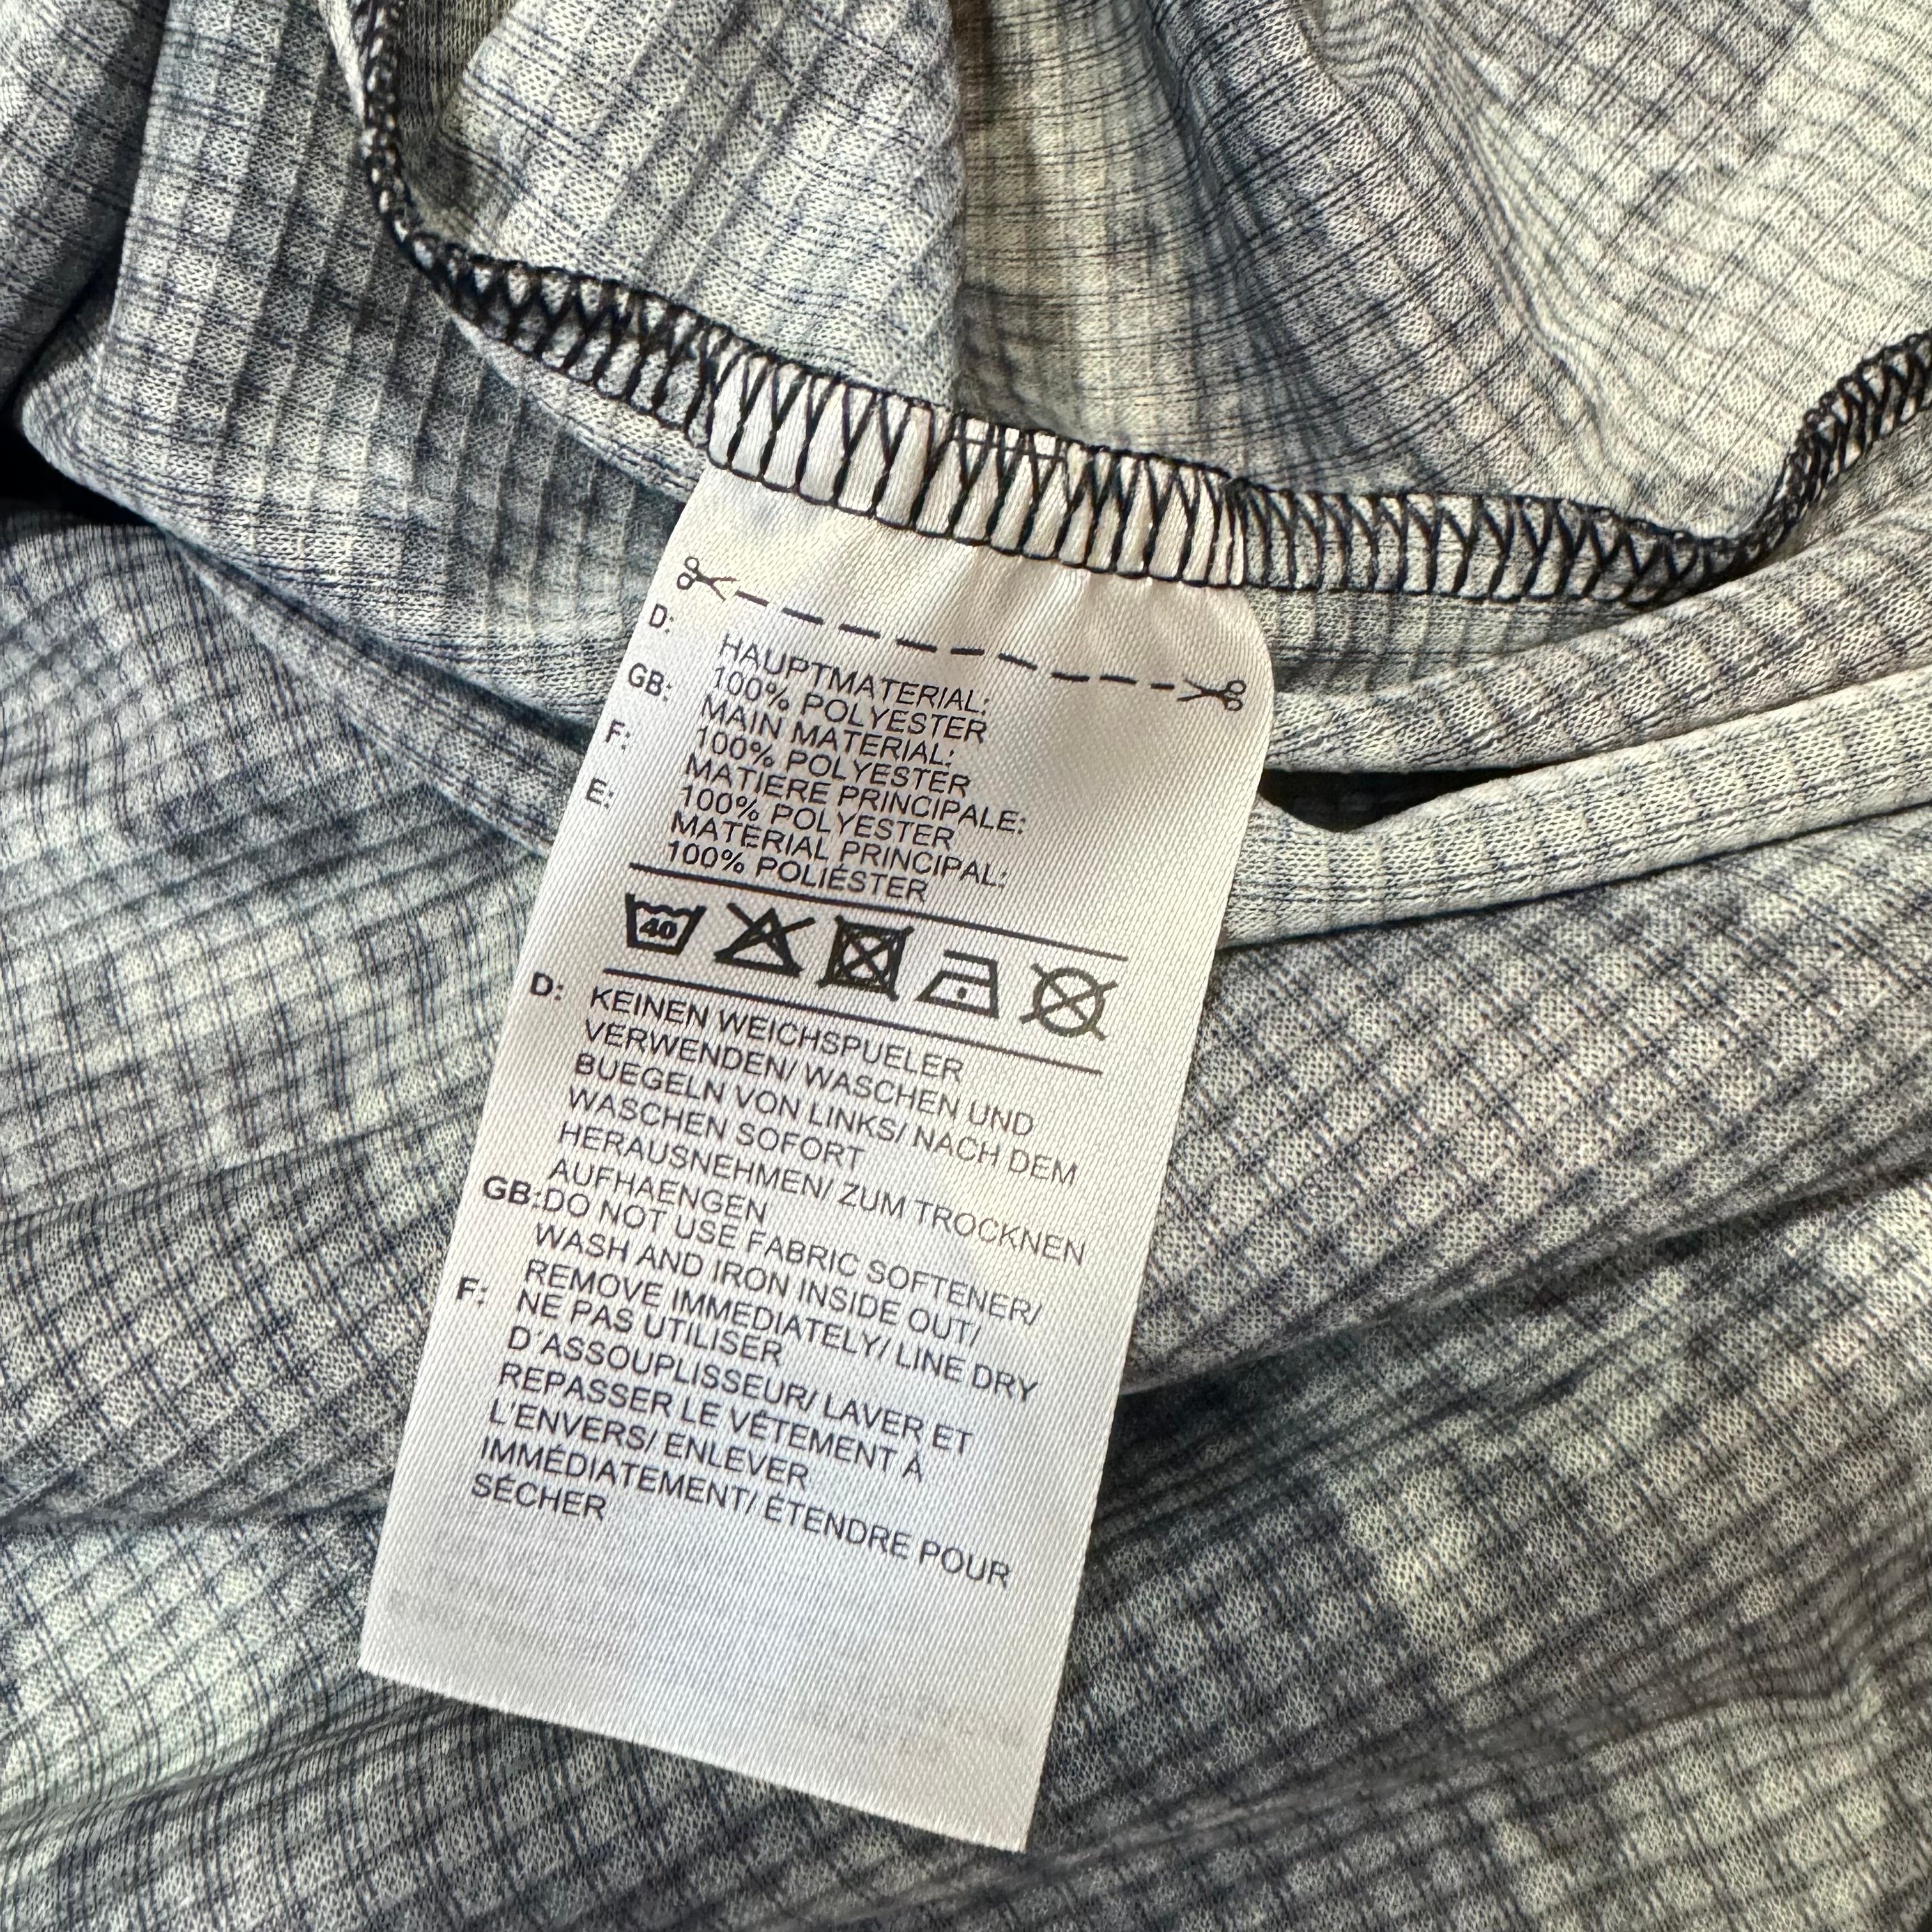 D: HAUPTMATERIAL:
100% POLYESTER
GB: MAIN MATERIAL:
100% POLYESTER
F: MATIERE PRINCIPALE:
100% POLYESTER
E: MATERIAL PRINCIPAL:
100% POLIÉSTER
40
D: KEINEN WEICHSPUELER
VERWENDEN/ WASCHEN UND
BUEGELN VON LINKS/ NACH DEM
WASCHEN SOFORT
HERAUSNEHMEN/ ZUM TROCKNEN
AUFHAENGEN
GB: DO NOT USE FABRIC SOFTENER/
WASH AND IRON INSIDE OUT/
REMOVE IMMEDIATELY/ LINE DRY
F: NE PAS UTILISER
D´ASSOUPLISSEUR/ LAVER ET
REPASSER LE VÊTEMENT À
L'ENVERS/ ENLEVER
IMMÉDIATEMENT/ ÉTENDRE POUR
SÉCHER